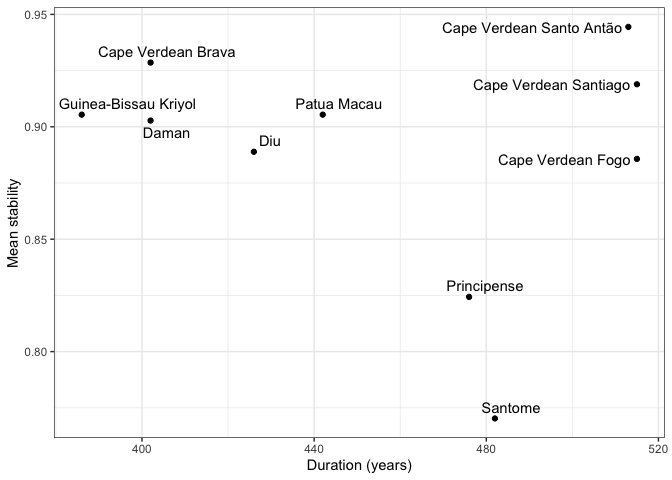 0.95
Cape Verdean Santo Antão
Cape Verdean Brava
Cape Verdean Santiago
Guinea-Bissau Kriyol
Patua Macau
0.90
Daman
Diu
Cape Verdean Fogo
Mean stability
0.85
Principense
0.80
Santome
400
440
480
520
Duration (years)